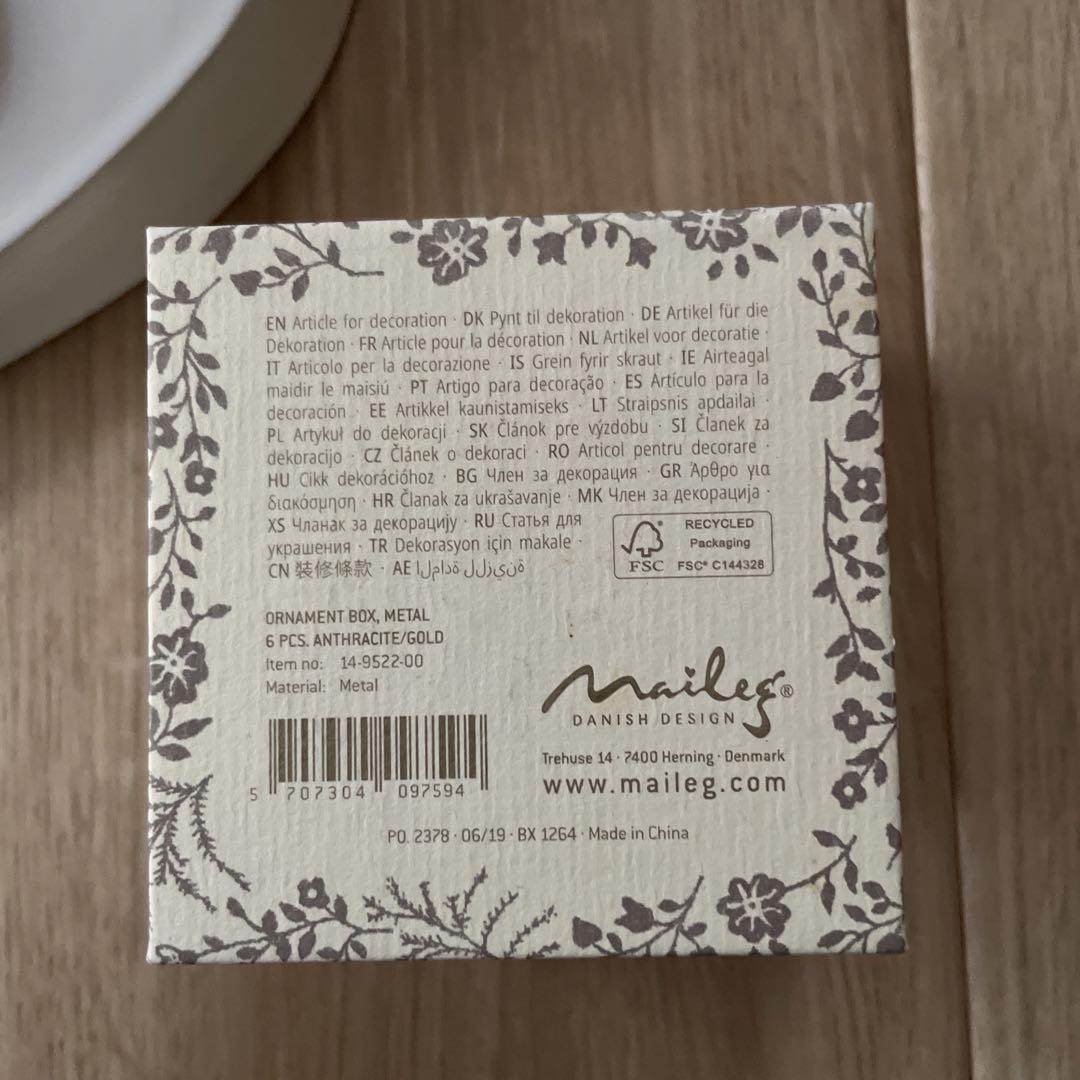 EN Article for decoration · DK Pynt til dekoration · DE Artikel für die
Dekoration · FR Article pour la décoration · NL Artikel voor decoratie ·
IT Articolo per la decorazione · IS Grein fyrir skraut · IE Airteagal
maidir le maisiú · PT Artigo para decoração · ES Artículo para la
decoración · EE Artikkel kaunistamiseks · LT Straipsnis apdailai ·
PL Artykuł do dekoracji · SK Článok pre výzdobu · SI Članek za
dekoracijo · CZ Článek o dekoraci · RO Articol pentru decorare ·
HU Cikk dekorációhoz · BG Член за декорация · GR Άρθρο για
διακόσμηση · HR Članak za ukrašavanje · MK Член за декорација ·
XS Чланак за декорацију · RU Статья для
украшения · TR Dekorasyon için makale ·
CN 裝修條款 · AE المادة للزينة
RECYCLED
Packaging
FSC® C144328
FSC
ORNAMENT BOX, METAL
6 PCS. ANTHRACITE/GOLD
Item no: 14-9522-00
Material: Metal
Maileg®
DANISH DESIGN
Trehuse 14 · 7400 Herning · Denmark
www.maileg.com
5 707304 097594
PO. 2378 · 06/19 · BX 1264 · Made in China